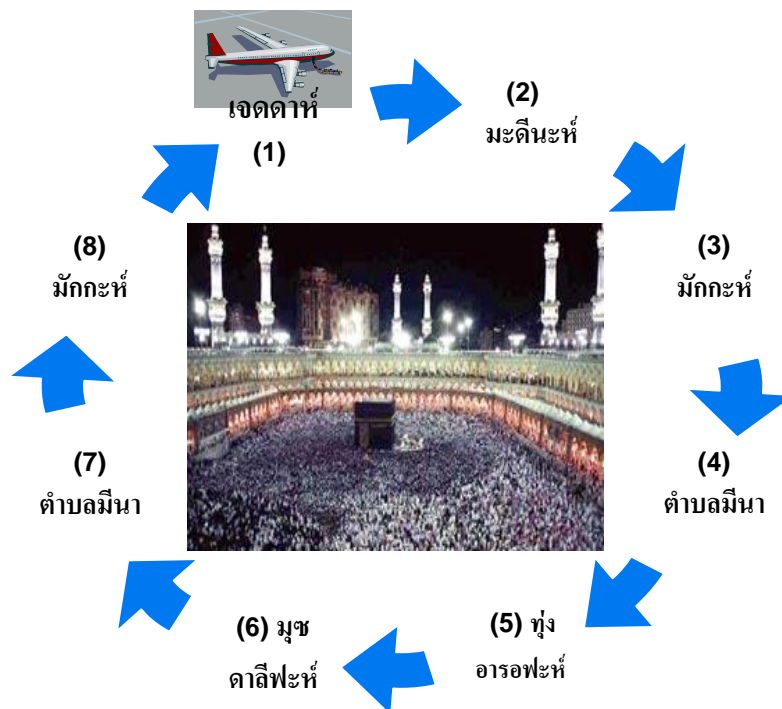 เจดดาห์
(1)
(2)
มะดีนะห์
(3)
มักกะห์
(4)
ตำบลมีนา
(5) ทุ่ง
อารอฟะห์
(6) มุซ
ดาลีฟะห์
(7)
ตำบลมีนา
(8)
มักกะห์